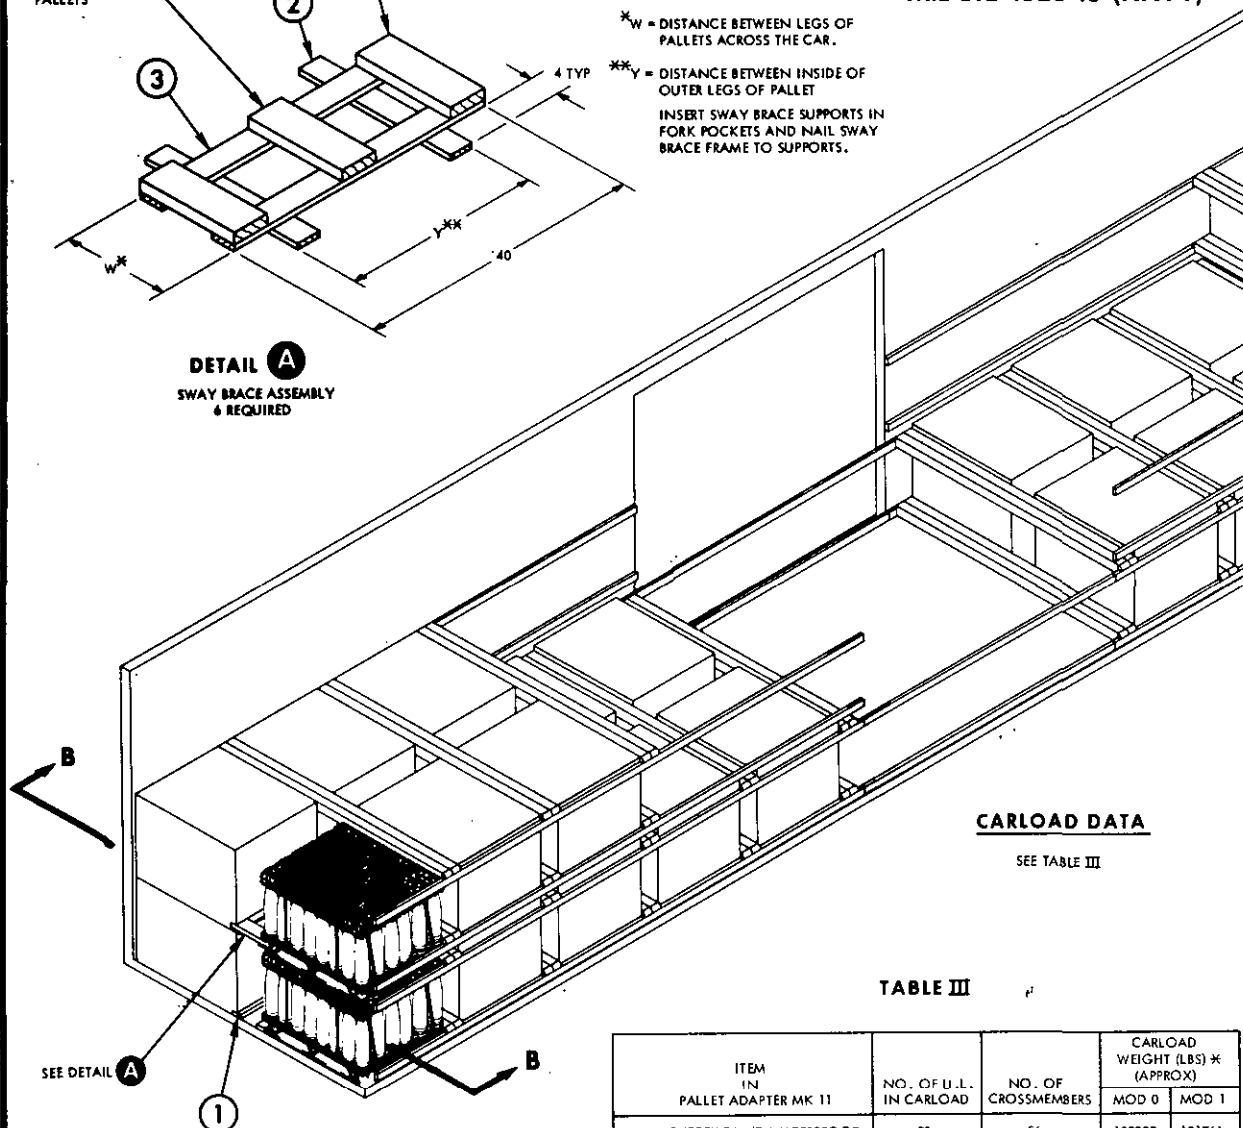 PALLETS
2
3
*W = DISTANCE BETWEEN LEGS OF
PALLETS ACROSS THE CAR.
**Y = DISTANCE BETWEEN INSIDE OF
OUTER LEGS OF PALLET
INSERT SWAY BRACE SUPPORTS IN
FORK POCKETS AND NAIL SWAY
BRACE FRAME TO SUPPORTS.
4 TYP
Y**
40
W*
DETAIL A
SWAY BRACE ASSEMBLY
6 REQUIRED
B
CARLOAD DATA
SEE TABLE III
SEE DETAIL A
1
B
TABLE III
ITEM
IN
PALLET ADAPTER MK 11
NO. OF U.L.
IN CARLOAD
NO. OF
CROSSMEMBERS
CARLOAD
WEIGHT (LBS) *
(APPROX)
MOD 0
MOD 1